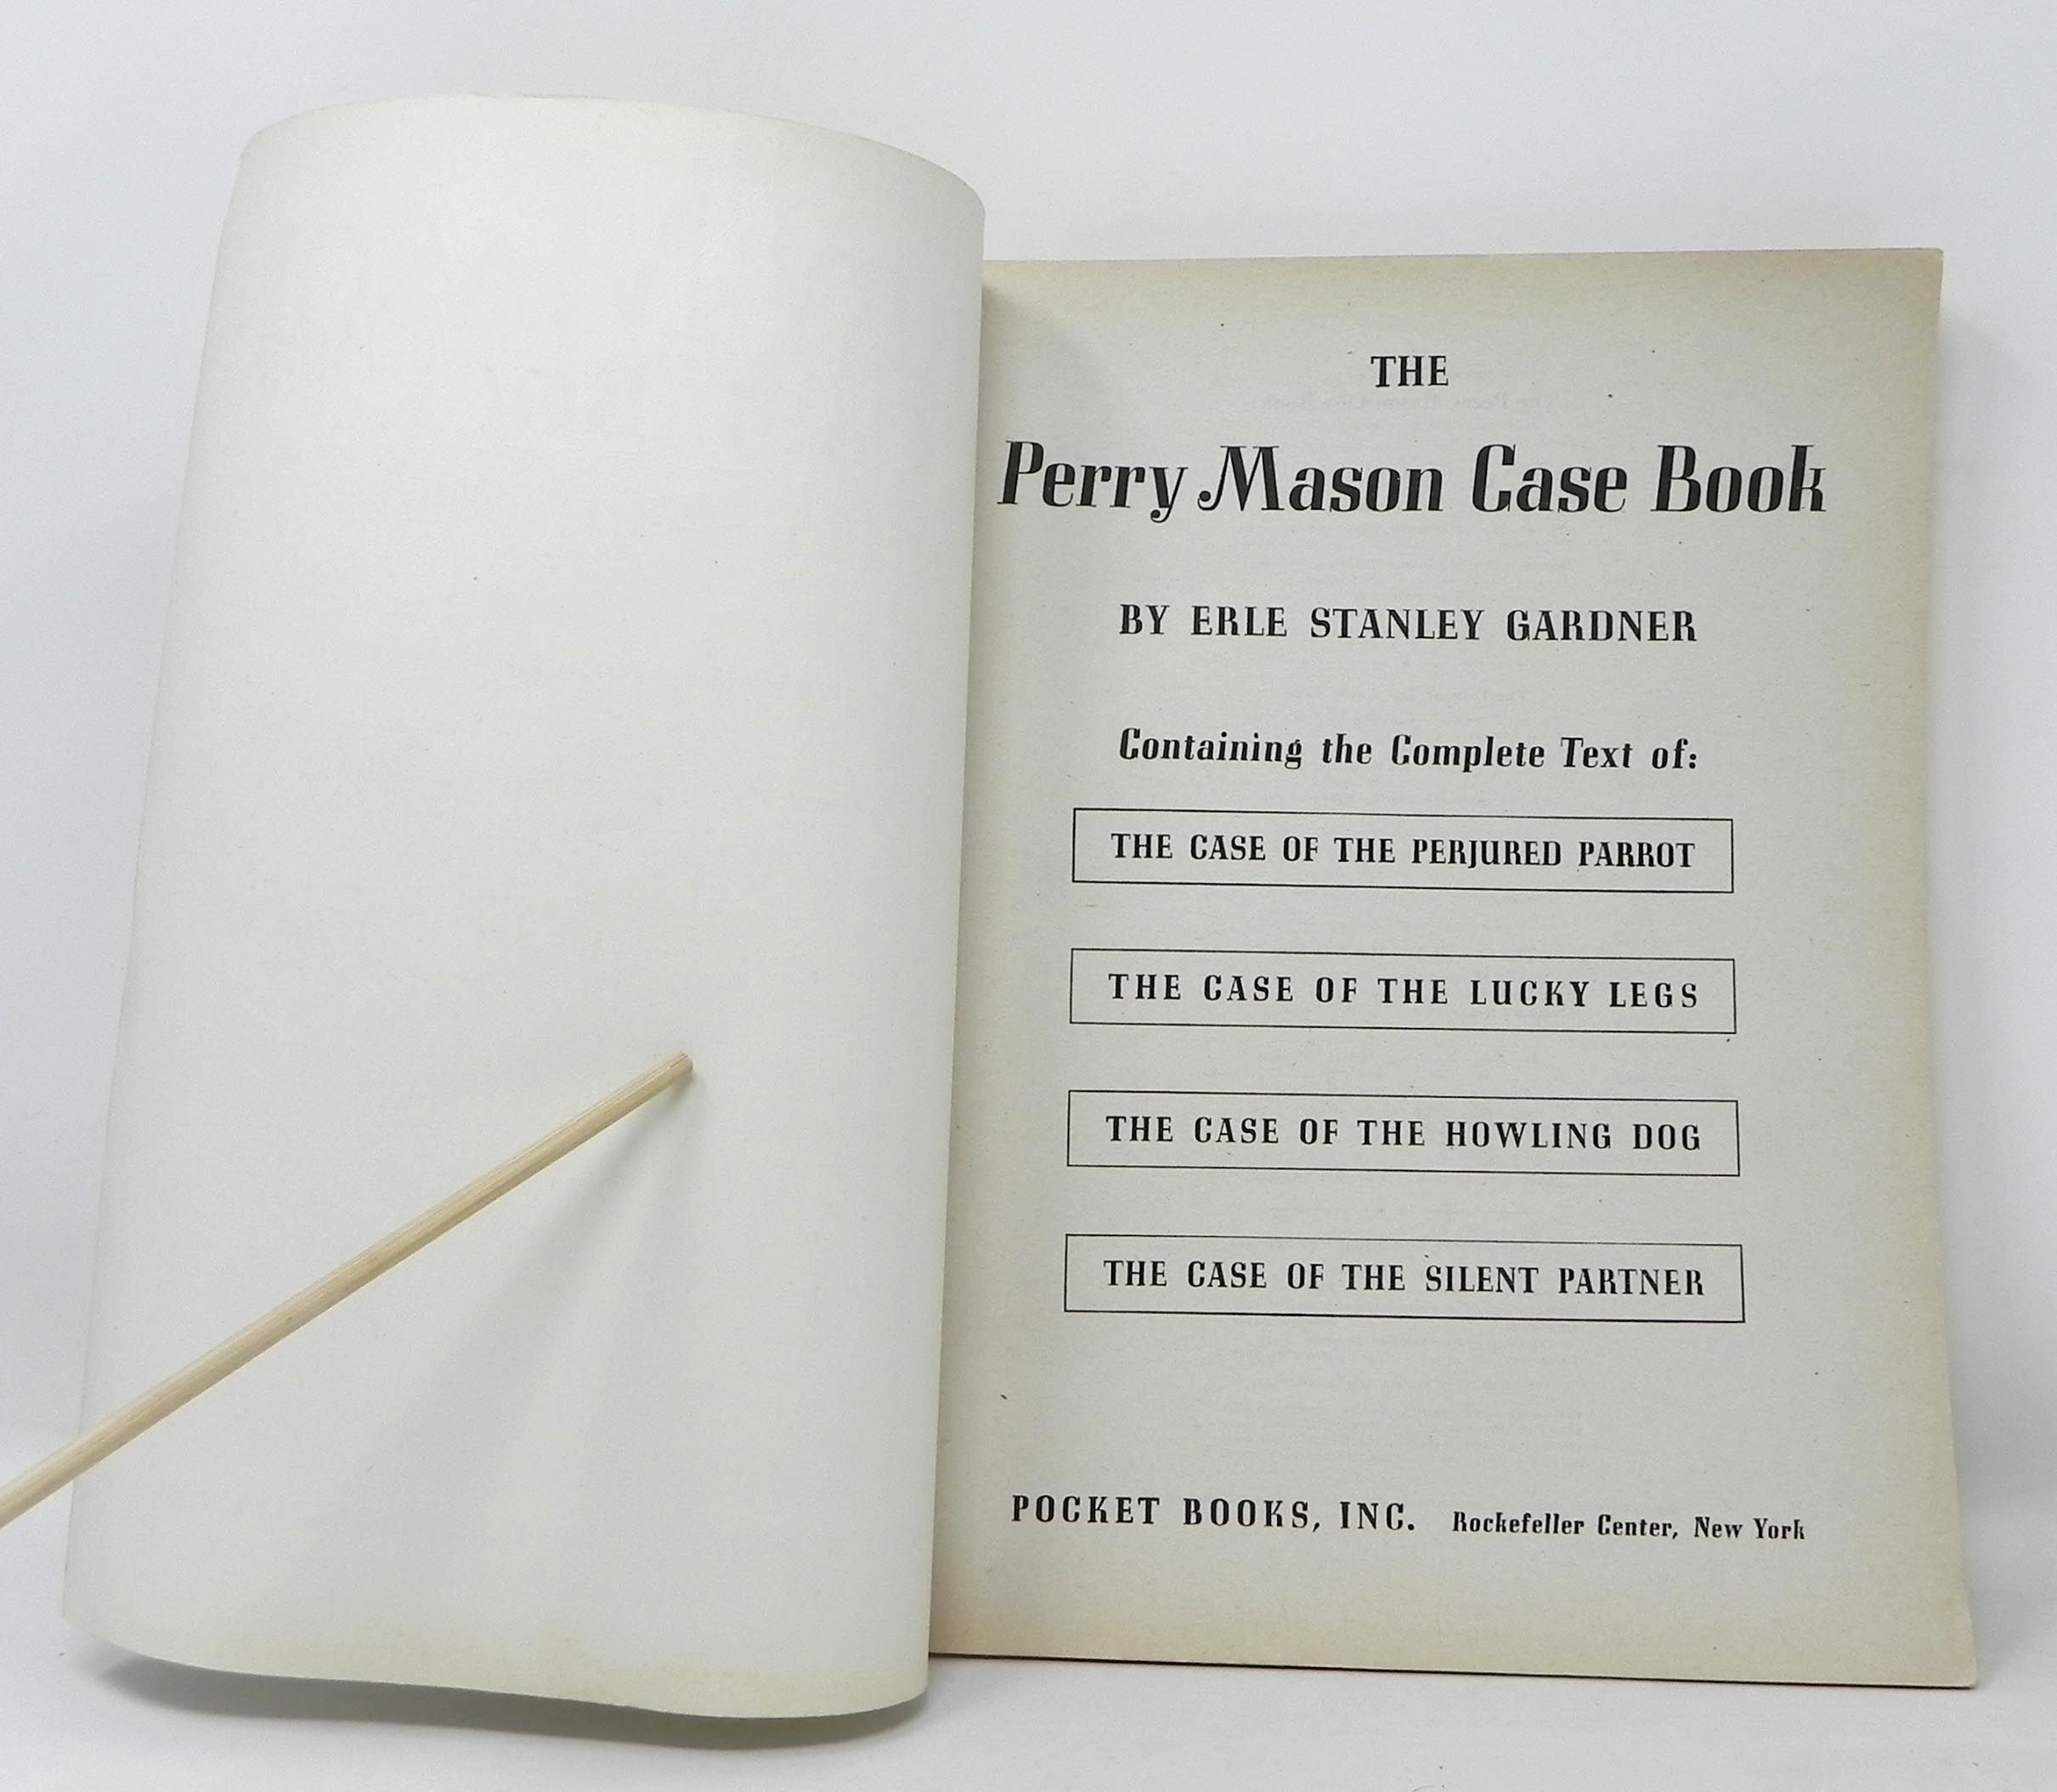 THE
Perry Mason Case Book
BY ERLE STANLEY GARDNER
Containing the Complete Text of:
THE CASE OF THE PERJURED PARROT
THE CASE OF THE LUCKY LEGS
THE CASE OF THE HOWLING DOG
THE CASE OF THE SILENT PARTNER
POCKET BOOKS, INC. Rockefeller Center, New York